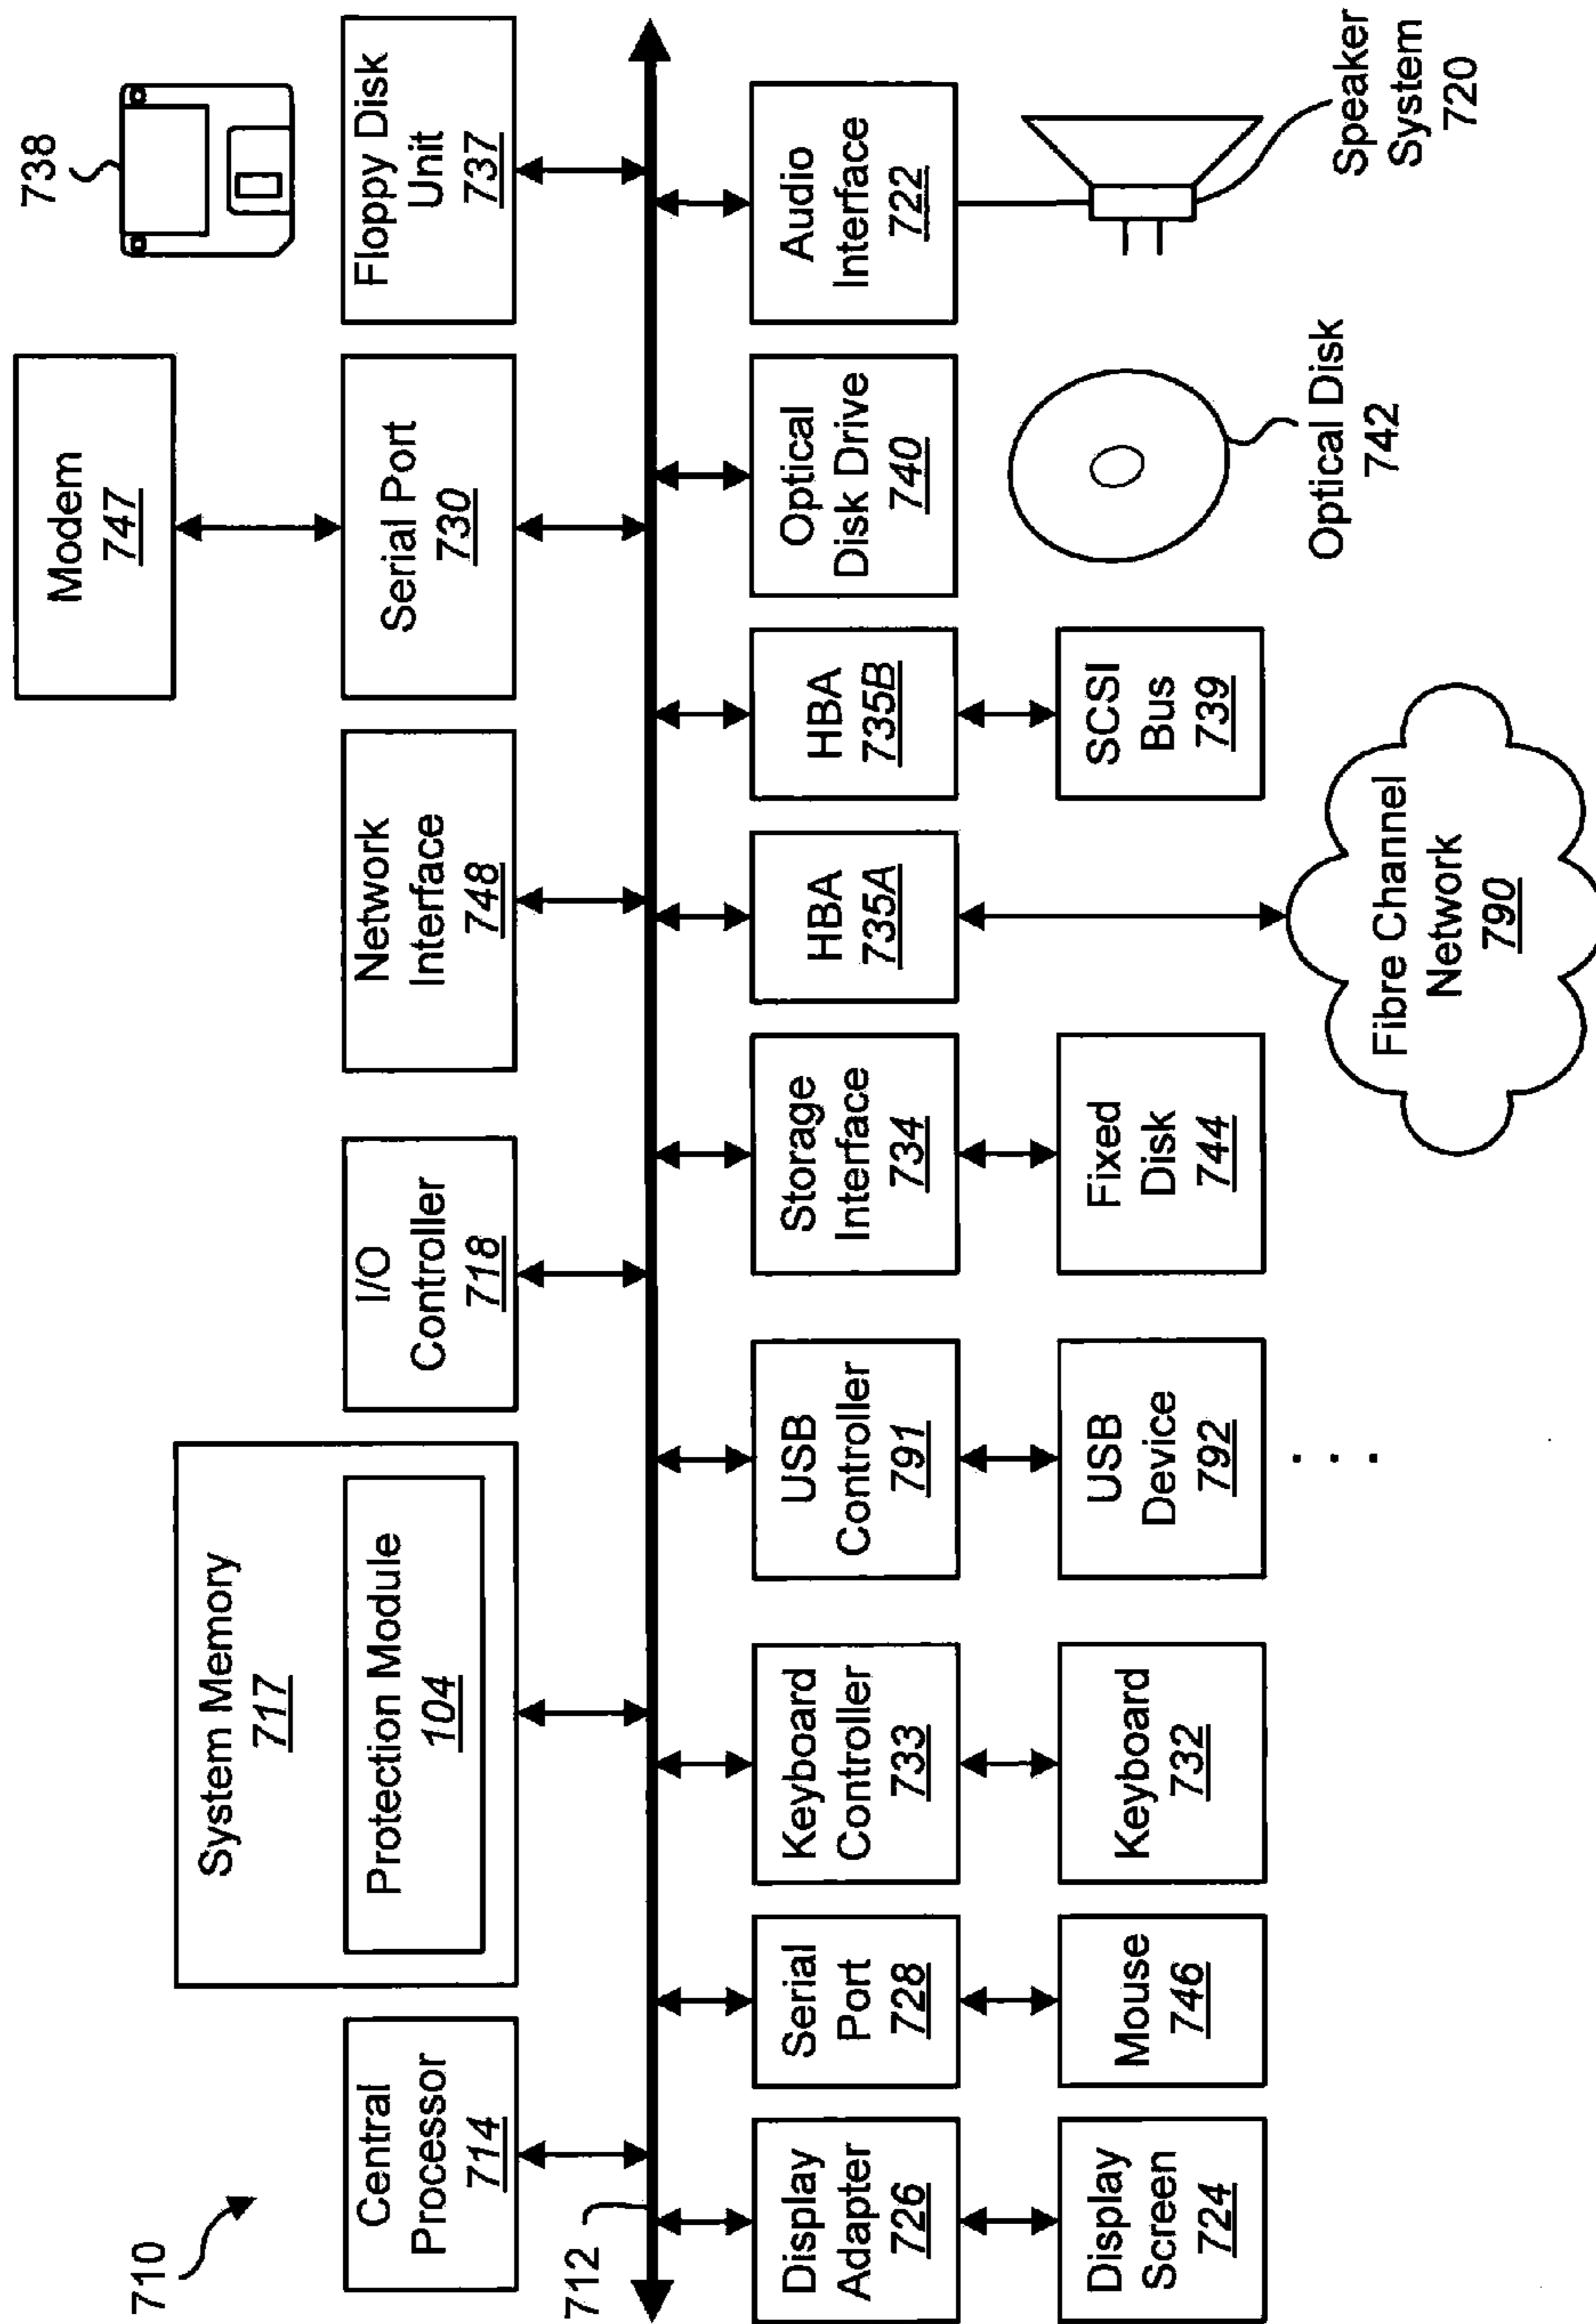 710
738
Modem
747
System Memory
717
Protection Module
104
Central
Processor
714
I/O
Controller
718
Network
Interface
748
Serial Port
730
Floppy Disk
Unit
737
712
Display
Adapter
726
Serial
Port
728
Keyboard
Controller
733
USB
Controller
791
Storage
Interface
734
HBA
735A
HBA
735B
Optical
Disk Drive
740
Audio
Interface
722
Display
Screen
724
Mouse
746
Keyboard
732
USB
Device
792
. . .
Fixed
Disk
744
Fibre Channel
Network
790
SCSI
Bus
739
Optical Disk
742
Speaker
System
720